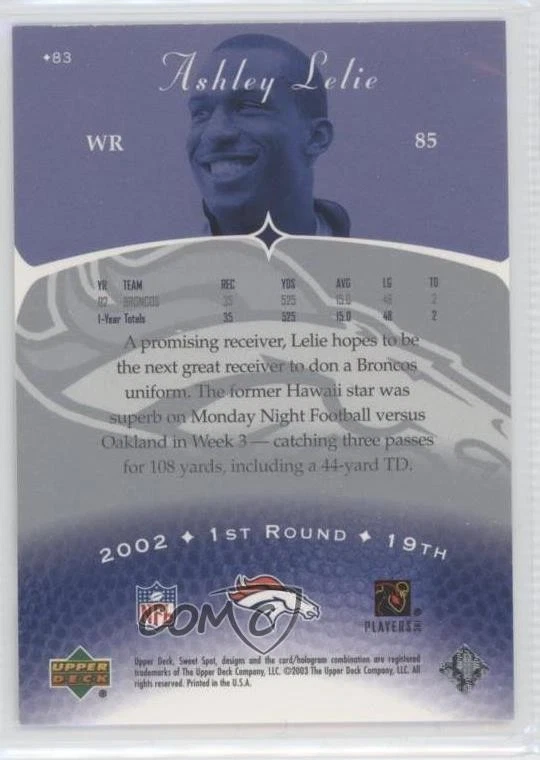 ✦83
Ashley Lelie
WR 85
YR TEAM REC YDS AVG LG TD
02 BRONCOS 35 525 15.0 48 2
1-Year Totals 35 525 15.0 48 2
A promising receiver, Lelie hopes to be
the next great receiver to don a Broncos
uniform. The former Hawaii star was
superb on Monday Night Football versus
Oakland in Week 3 — catching three passes
for 108 yards, including a 44-yard TD.
2002 ✦ 1ST ROUND ✦ 19TH
NFL
COMC
PLAYERS INC
UPPER
DECK ®
Upper Deck, Sweet Spot, designs and the card/hologram combination are registered
trademarks of The Upper Deck Company, LLC. ©2003 The Upper Deck Company, LLC. All
rights reserved. Printed in the U.S.A.